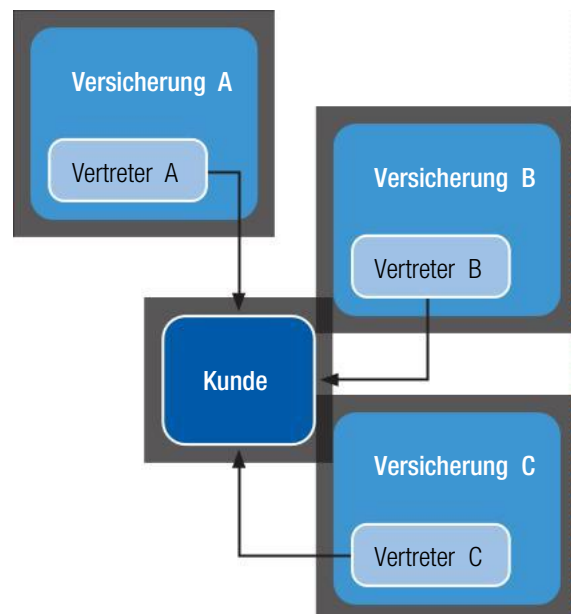 Versicherung A
Vertreter A
Versicherung B
Vertreter B
Kunde
Versicherung C
Vertreter C